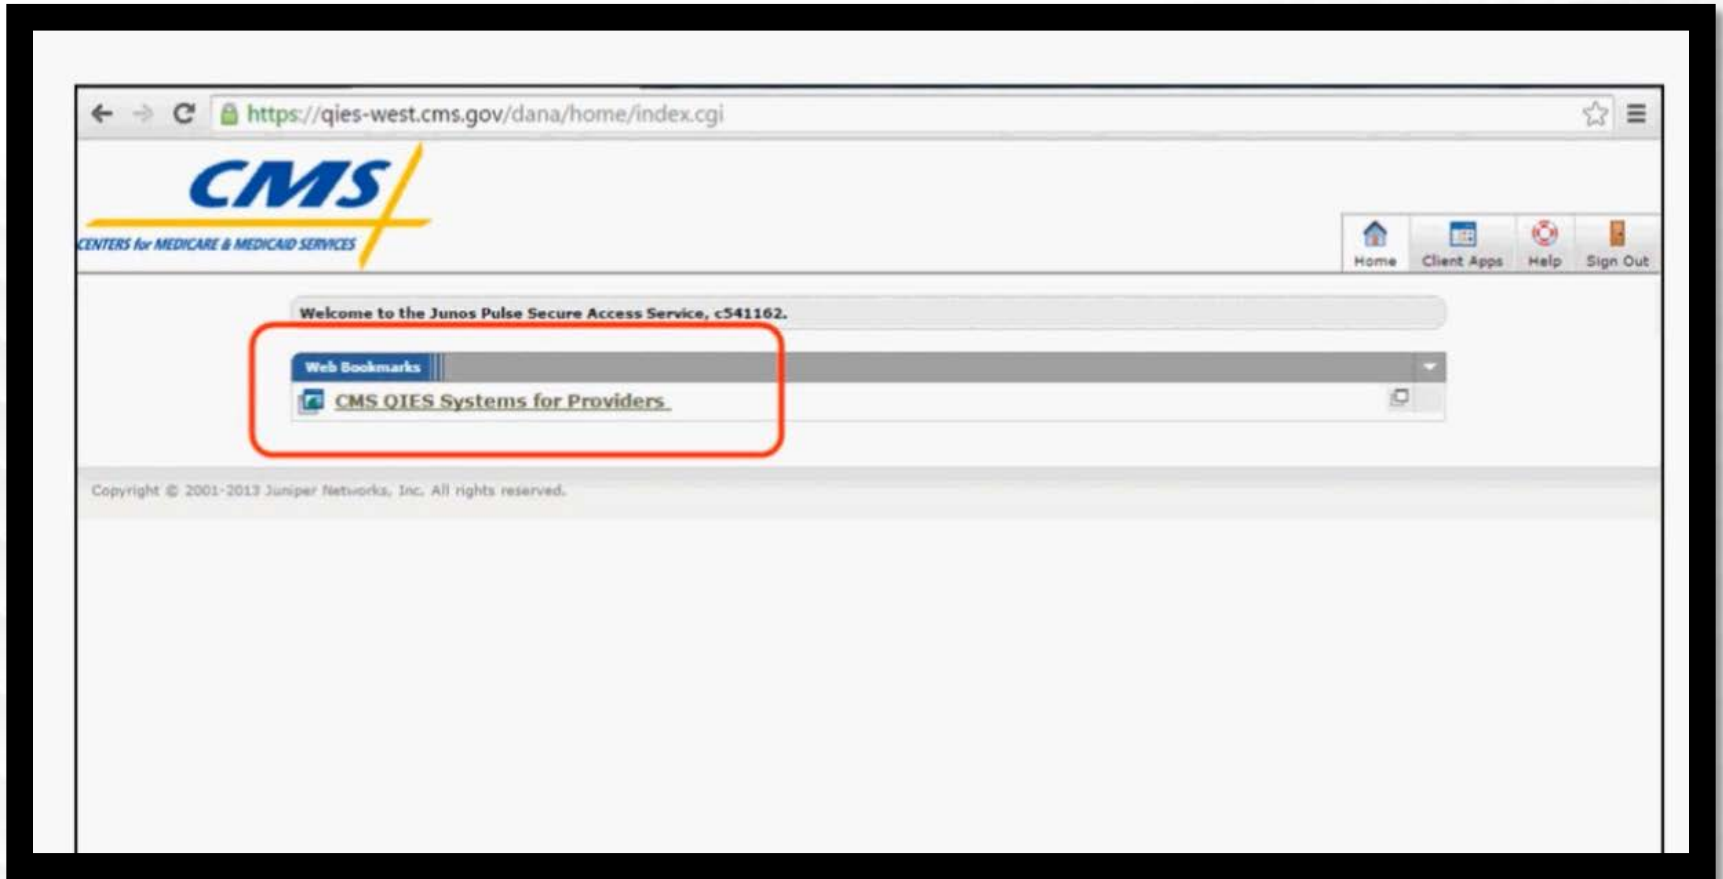 https://qies-west.cms.gov/dana/home/index.cgi
CMS
CENTERS for MEDICARE & MEDICAID SERVICES
Home Client Apps Help Sign Out
Welcome to the Junos Pulse Secure Access Service, c541162.
Web Bookmarks
CMS QIES Systems for Providers
Copyright © 2001-2013 Juniper Networks, Inc. All rights reserved.